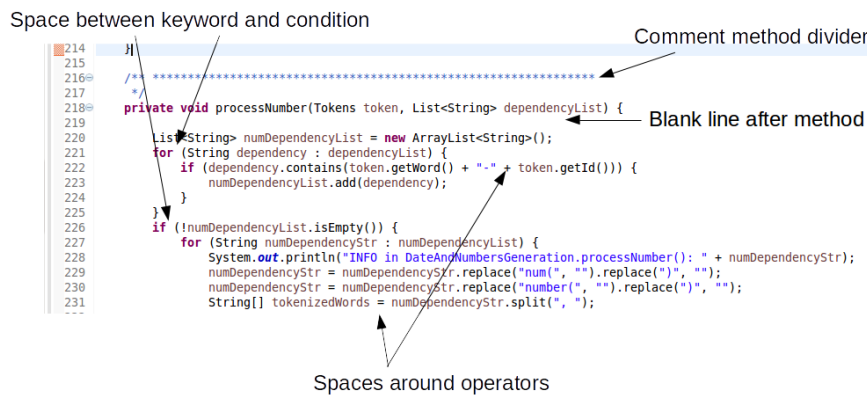 Space between keyword and condition
Comment method divider
214 }
215
216 /** ***************************************************************
217 */
218 private void processNumber(Tokens token, List<String> dependencyList) {
219
Blank line after method
220 List<String> numDependencyList = new ArrayList<String>();
221 for (String dependency : dependencyList) {
222 if (dependency.contains(token.getWord() + "-" + token.getId())) {
223 numDependencyList.add(dependency);
224 }
225 }
226 if (!numDependencyList.isEmpty()) {
227 for (String numDependencyStr : numDependencyList) {
228 System.out.println("INFO in DateAndNumbersGeneration.processNumber(): " + numDependencyStr);
229 numDependencyStr = numDependencyStr.replace("num(", "").replace(")", "");
230 numDependencyStr = numDependencyStr.replace("number(", "").replace(")", "");
231 String[] tokenizedWords = numDependencyStr.split(", ");
Spaces around operators